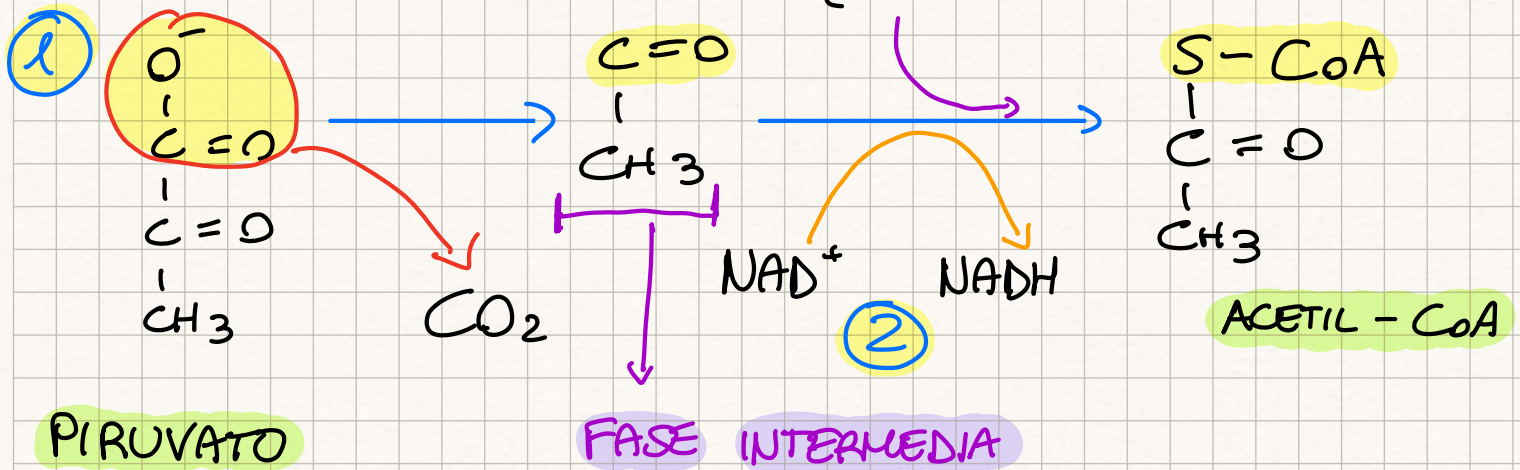 1
O⁻
C=O
C=O
CH3
PIRUVATO
CO2
C=O
CH3
FASE INTERMEDIA
NAD+
NADH
2
S-CoA
C=O
CH3
ACETIL-CoA